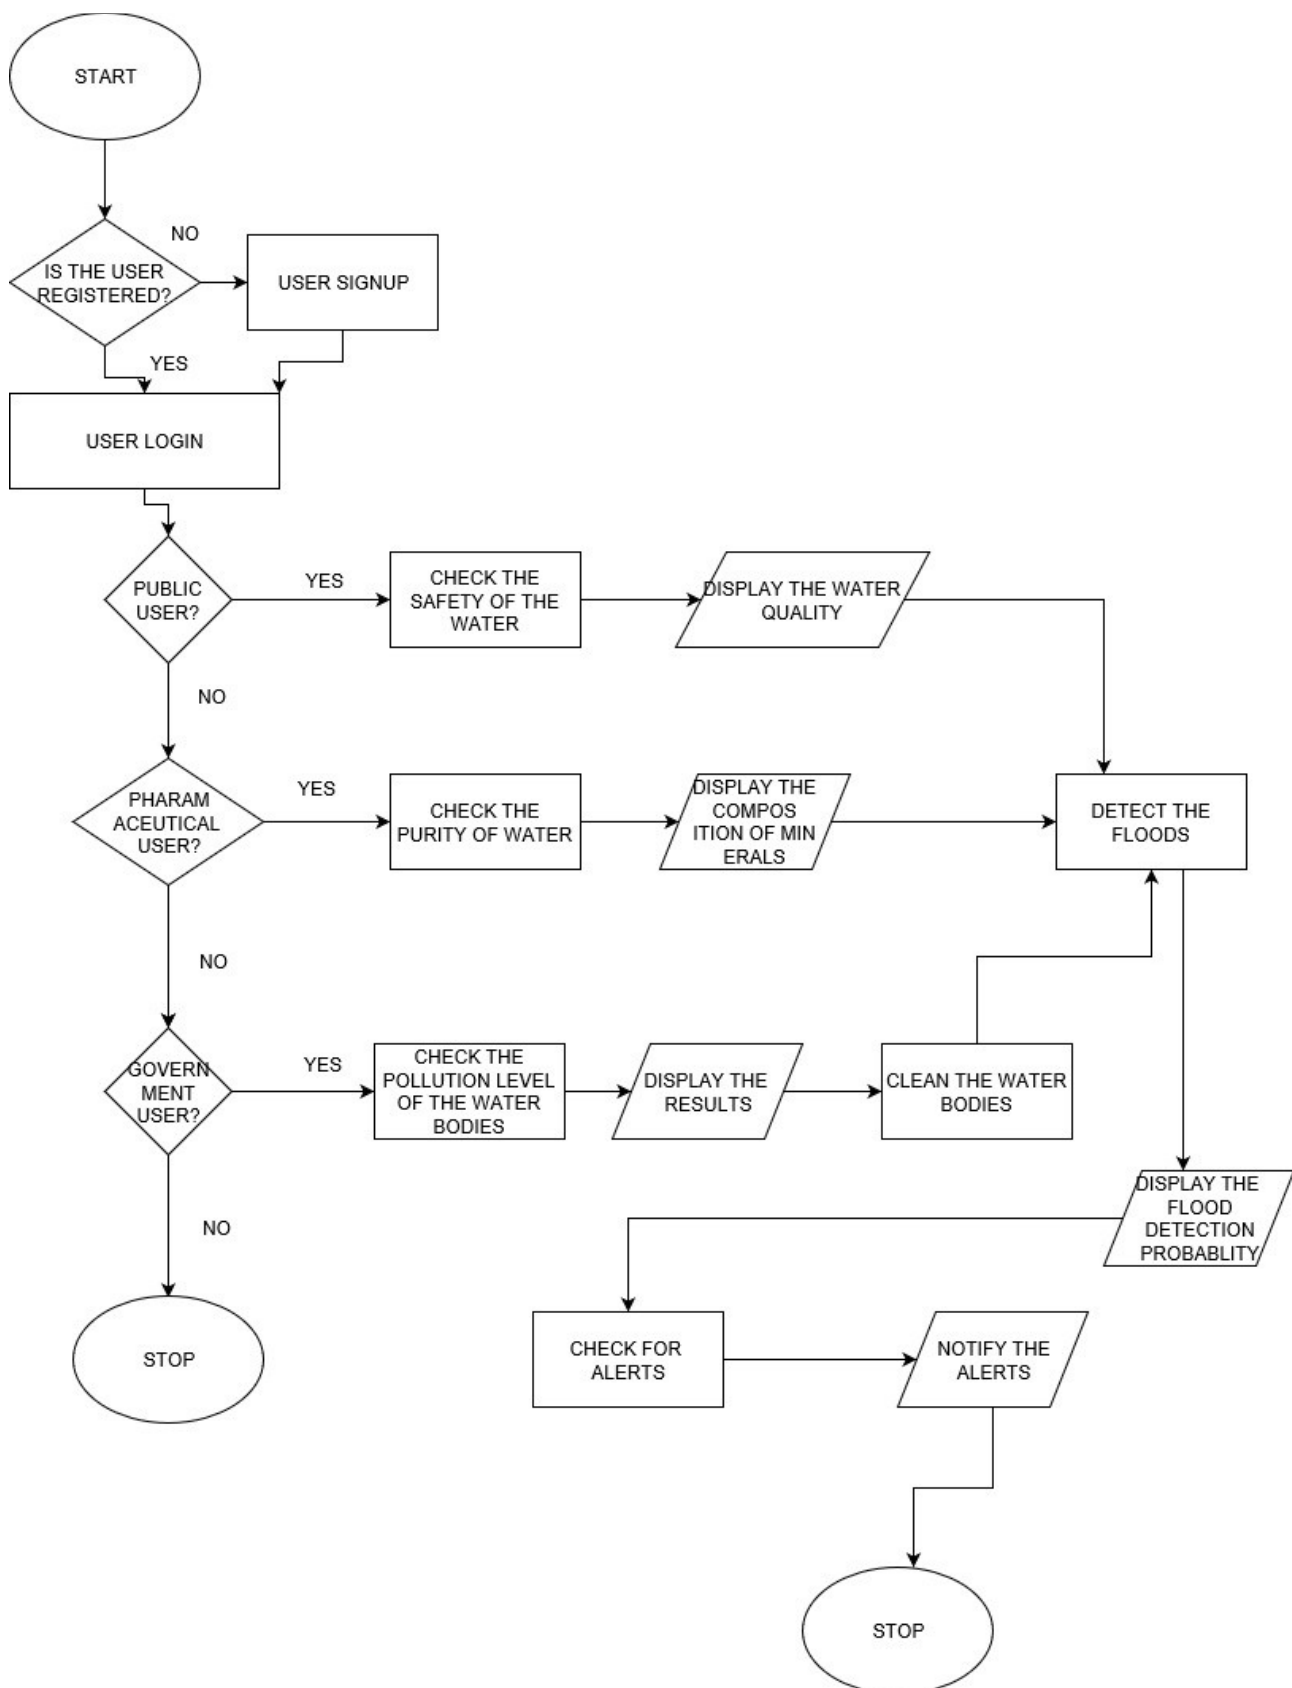 START
NO
IS THE USER
REGISTERED?
USER SIGNUP
YES
USER LOGIN
PUBLIC
USER?
YES
CHECK THE
SAFETY OF THE
WATER
DISPLAY THE WATER
QUALITY
NO
PHARAM
ACEUTICAL
USER?
YES
CHECK THE
PURITY OF WATER
DISPLAY THE
COMPOS
ITION OF MIN
ERALS
DETECT THE
FLOODS
NO
GOVERN
MENT
USER?
YES
CHECK THE
POLLUTION LEVEL
OF THE WATER
BODIES
DISPLAY THE
RESULTS
CLEAN THE WATER
BODIES
NO
DISPLAY THE
FLOOD
DETECTION
PROBABLITY
STOP
CHECK FOR
ALERTS
NOTIFY THE
ALERTS
STOP